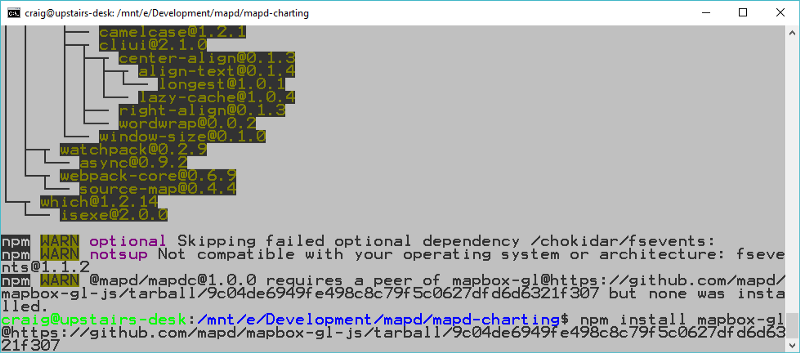 craig@upstairs-desk: /mnt/e/Development/mapd/mapd-charting
camelcase@1.2.1
cliui@2.1.0
center-align@0.1.3
align-text@0.1.4
longest@1.0.1
lazy-cache@1.0.4
right-align@0.1.3
wordwrap@0.0.2
window-size@0.1.0
watchpack@0.2.9
async@0.9.2
webpack-core@0.6.9
source-map@0.4.4
which@1.2.14
isexe@2.0.0
npm WARN optional Skipping failed optional dependency /chokidar/fsevents:
npm WARN notsup Not compatible with your operating system or architecture: fseve
nts@1.1.2
npm WARN @mapd/mapdc@1.0.0 requires a peer of mapbox-gl@https://github.com/mapd/
mapbox-gl-js/tarball/9c04de6949fe498c8c79f5c0627dfd6d6321f307 but none was insta
lled.
craig@upstairs-desk:/mnt/e/Development/mapd/mapd-charting$ npm install mapbox-gl
@https://github.com/mapd/mapbox-gl-js/tarball/9c04de6949fe498c8c79f5c0627dfd6d63
21f307